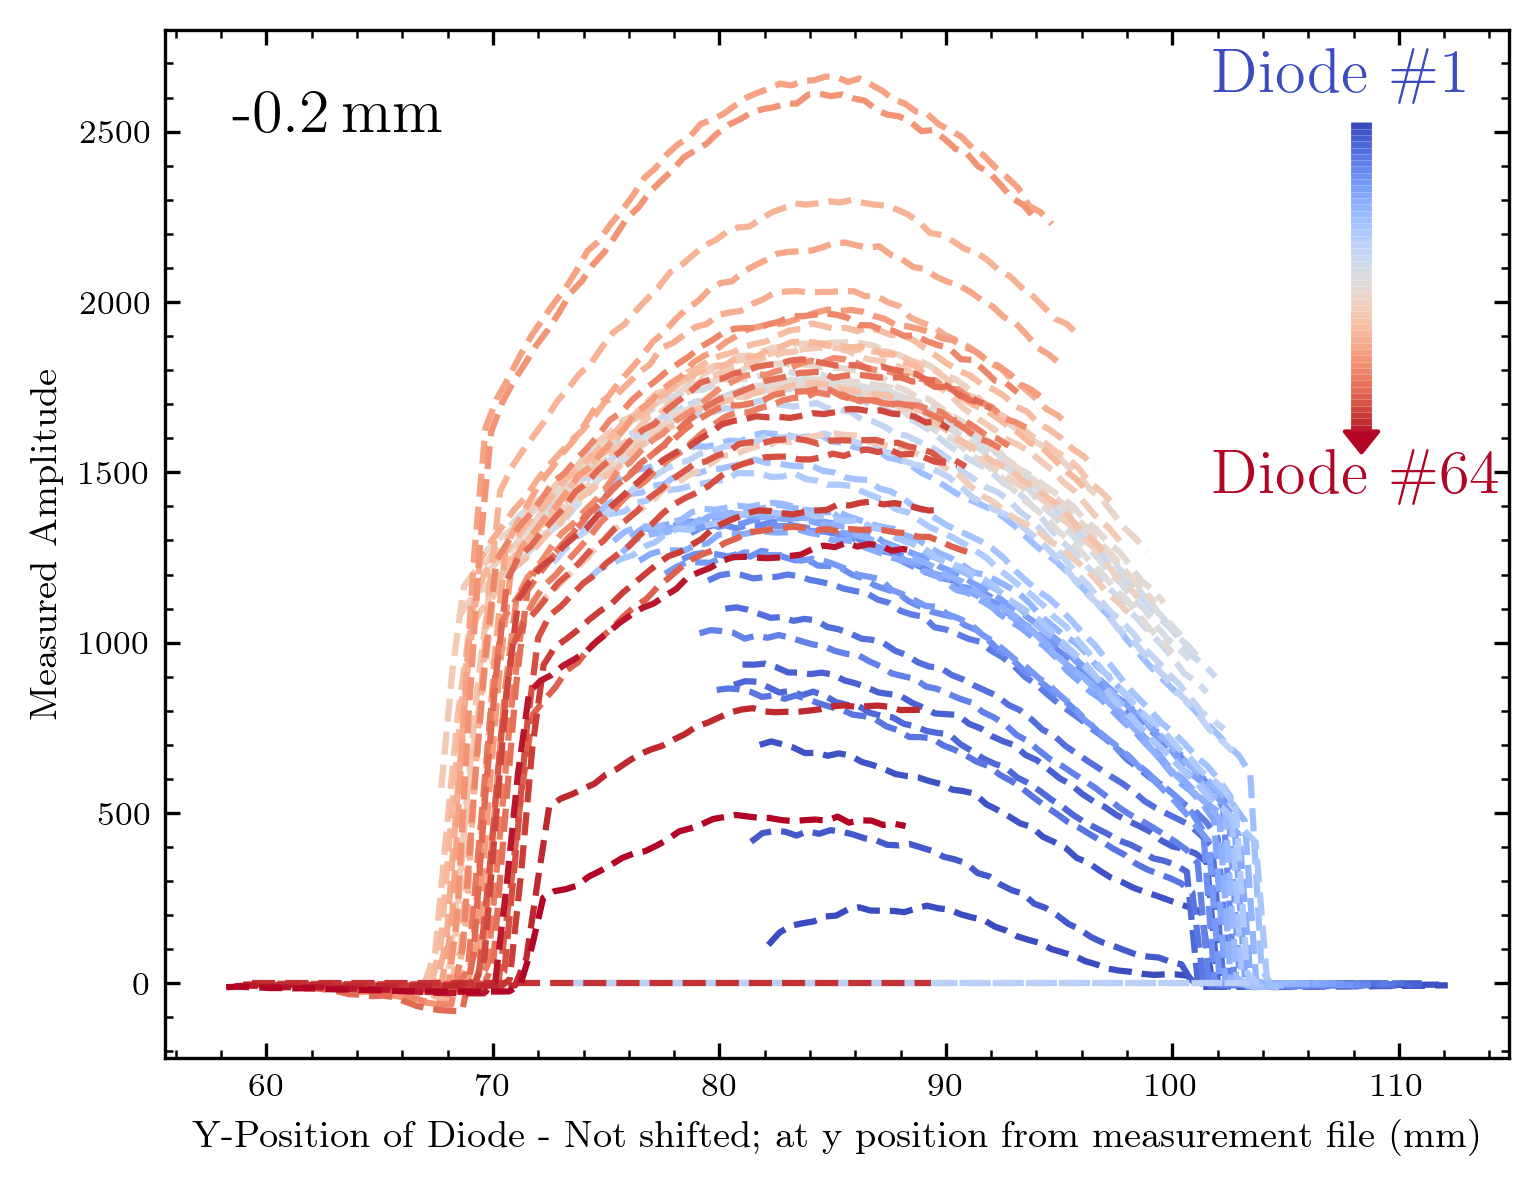 -0.2 mm
Diode #1
Diode #64
Measured Amplitude
2500
2000
1500
1000
500
0
60 70 80 90 100 110
Y-Position of Diode - Not shifted; at y position from measurement file (mm)